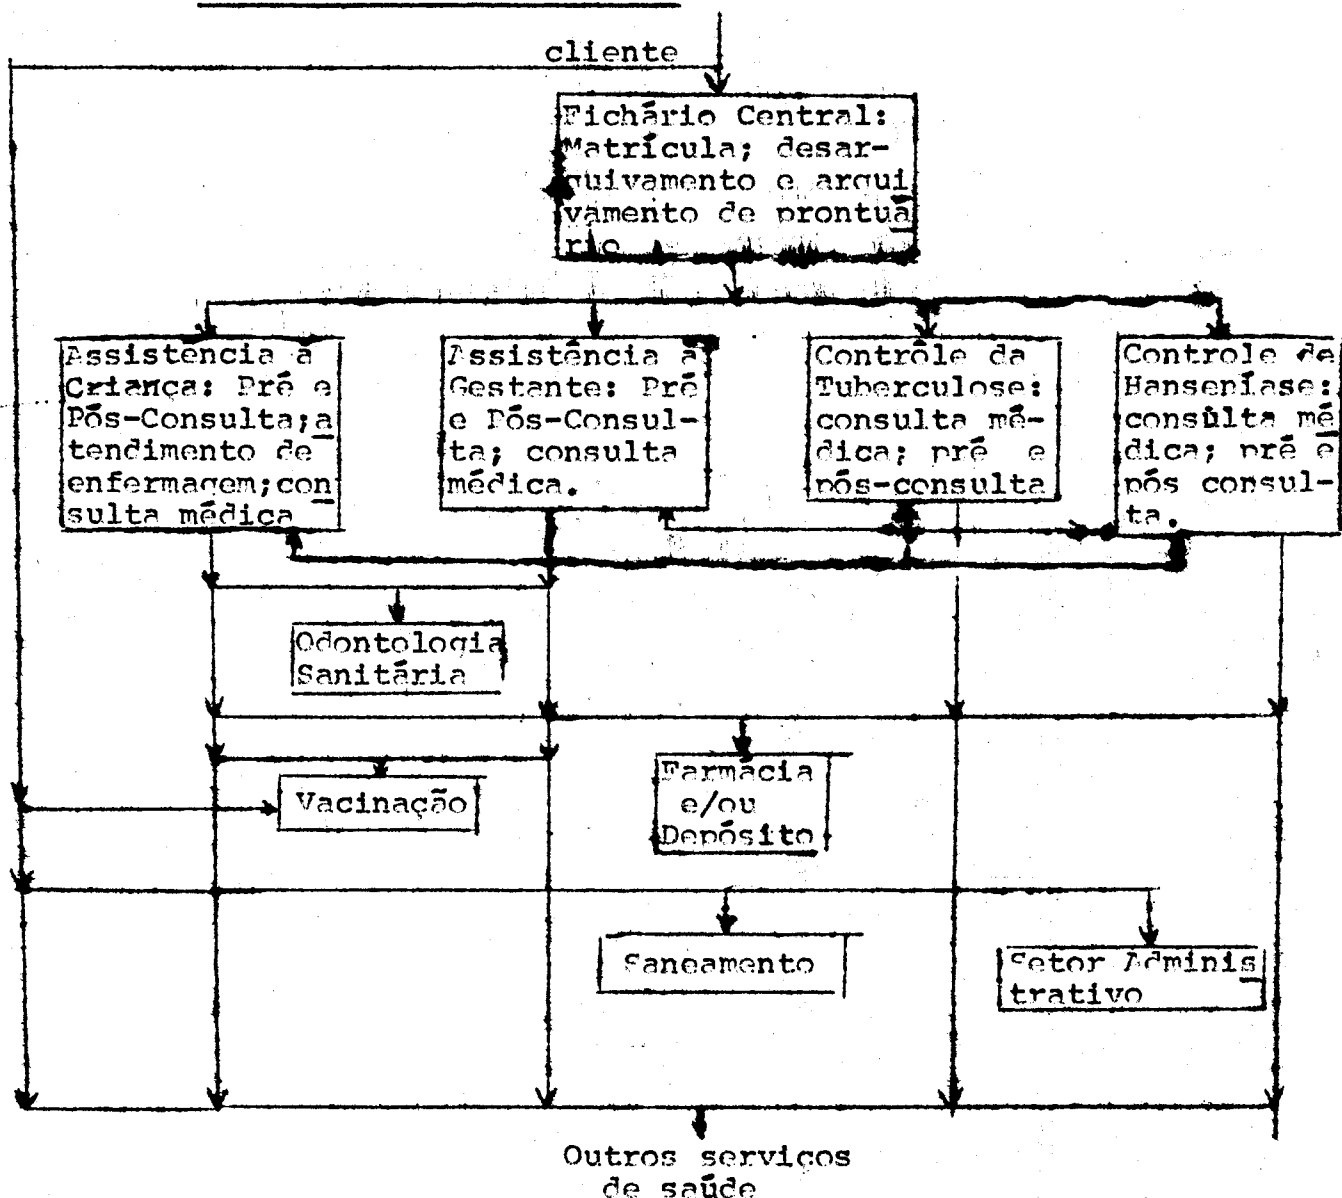 cliente
Fichário Central:
Matrícula; desar-
quivamento e arqui
vamento de prontuá
rio
Assistência à
Criança: Pré e
Pós-Consulta;a
tendimento de
enfermagem;con
sulta médica
Assistência à
Gestante: Pré
e Pós-Consul-
ta; consulta
médica.
Contrôle da
Tuberculose:
consulta mé-
dica; pré e
pós-consulta
Controle de
Hanseníase:
consulta mé
dica; pré e
pós consul-
ta.
Odontologia
Sanitária
Vacinação
Farmácia
e/ou
Depósito
Saneamento
Setor Adminis
trativo
Outros serviços
de saúde